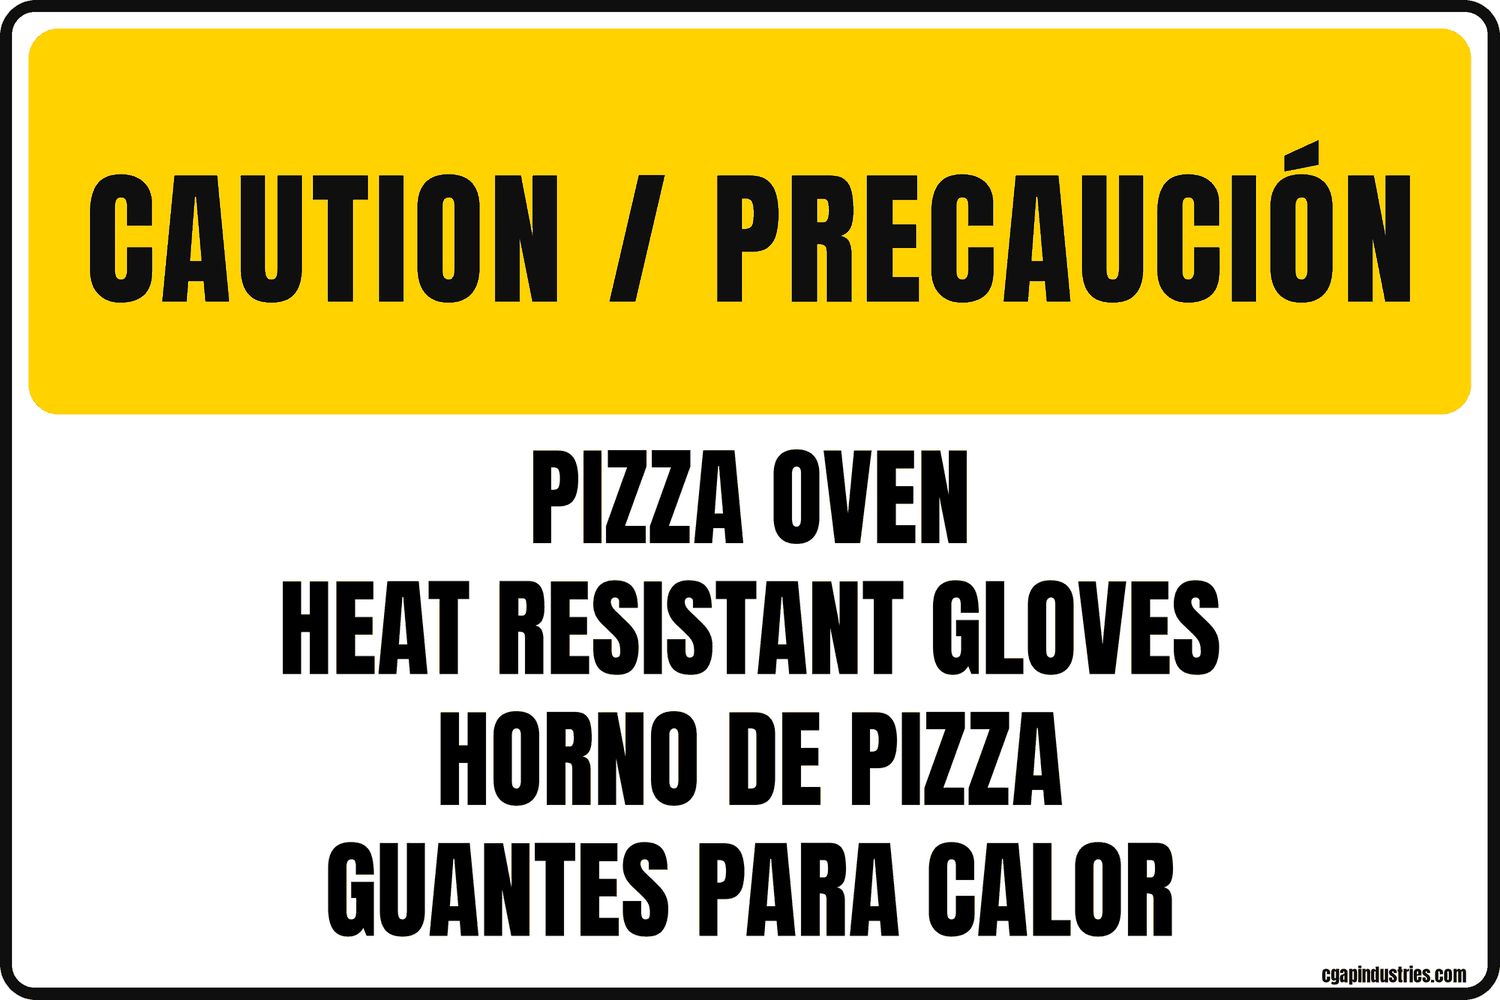 CAUTION / PRECAUCIÓN
PIZZA OVEN
HEAT RESISTANT GLOVES
HORNO DE PIZZA
GUANTES PARA CALOR
cgapindustries.com